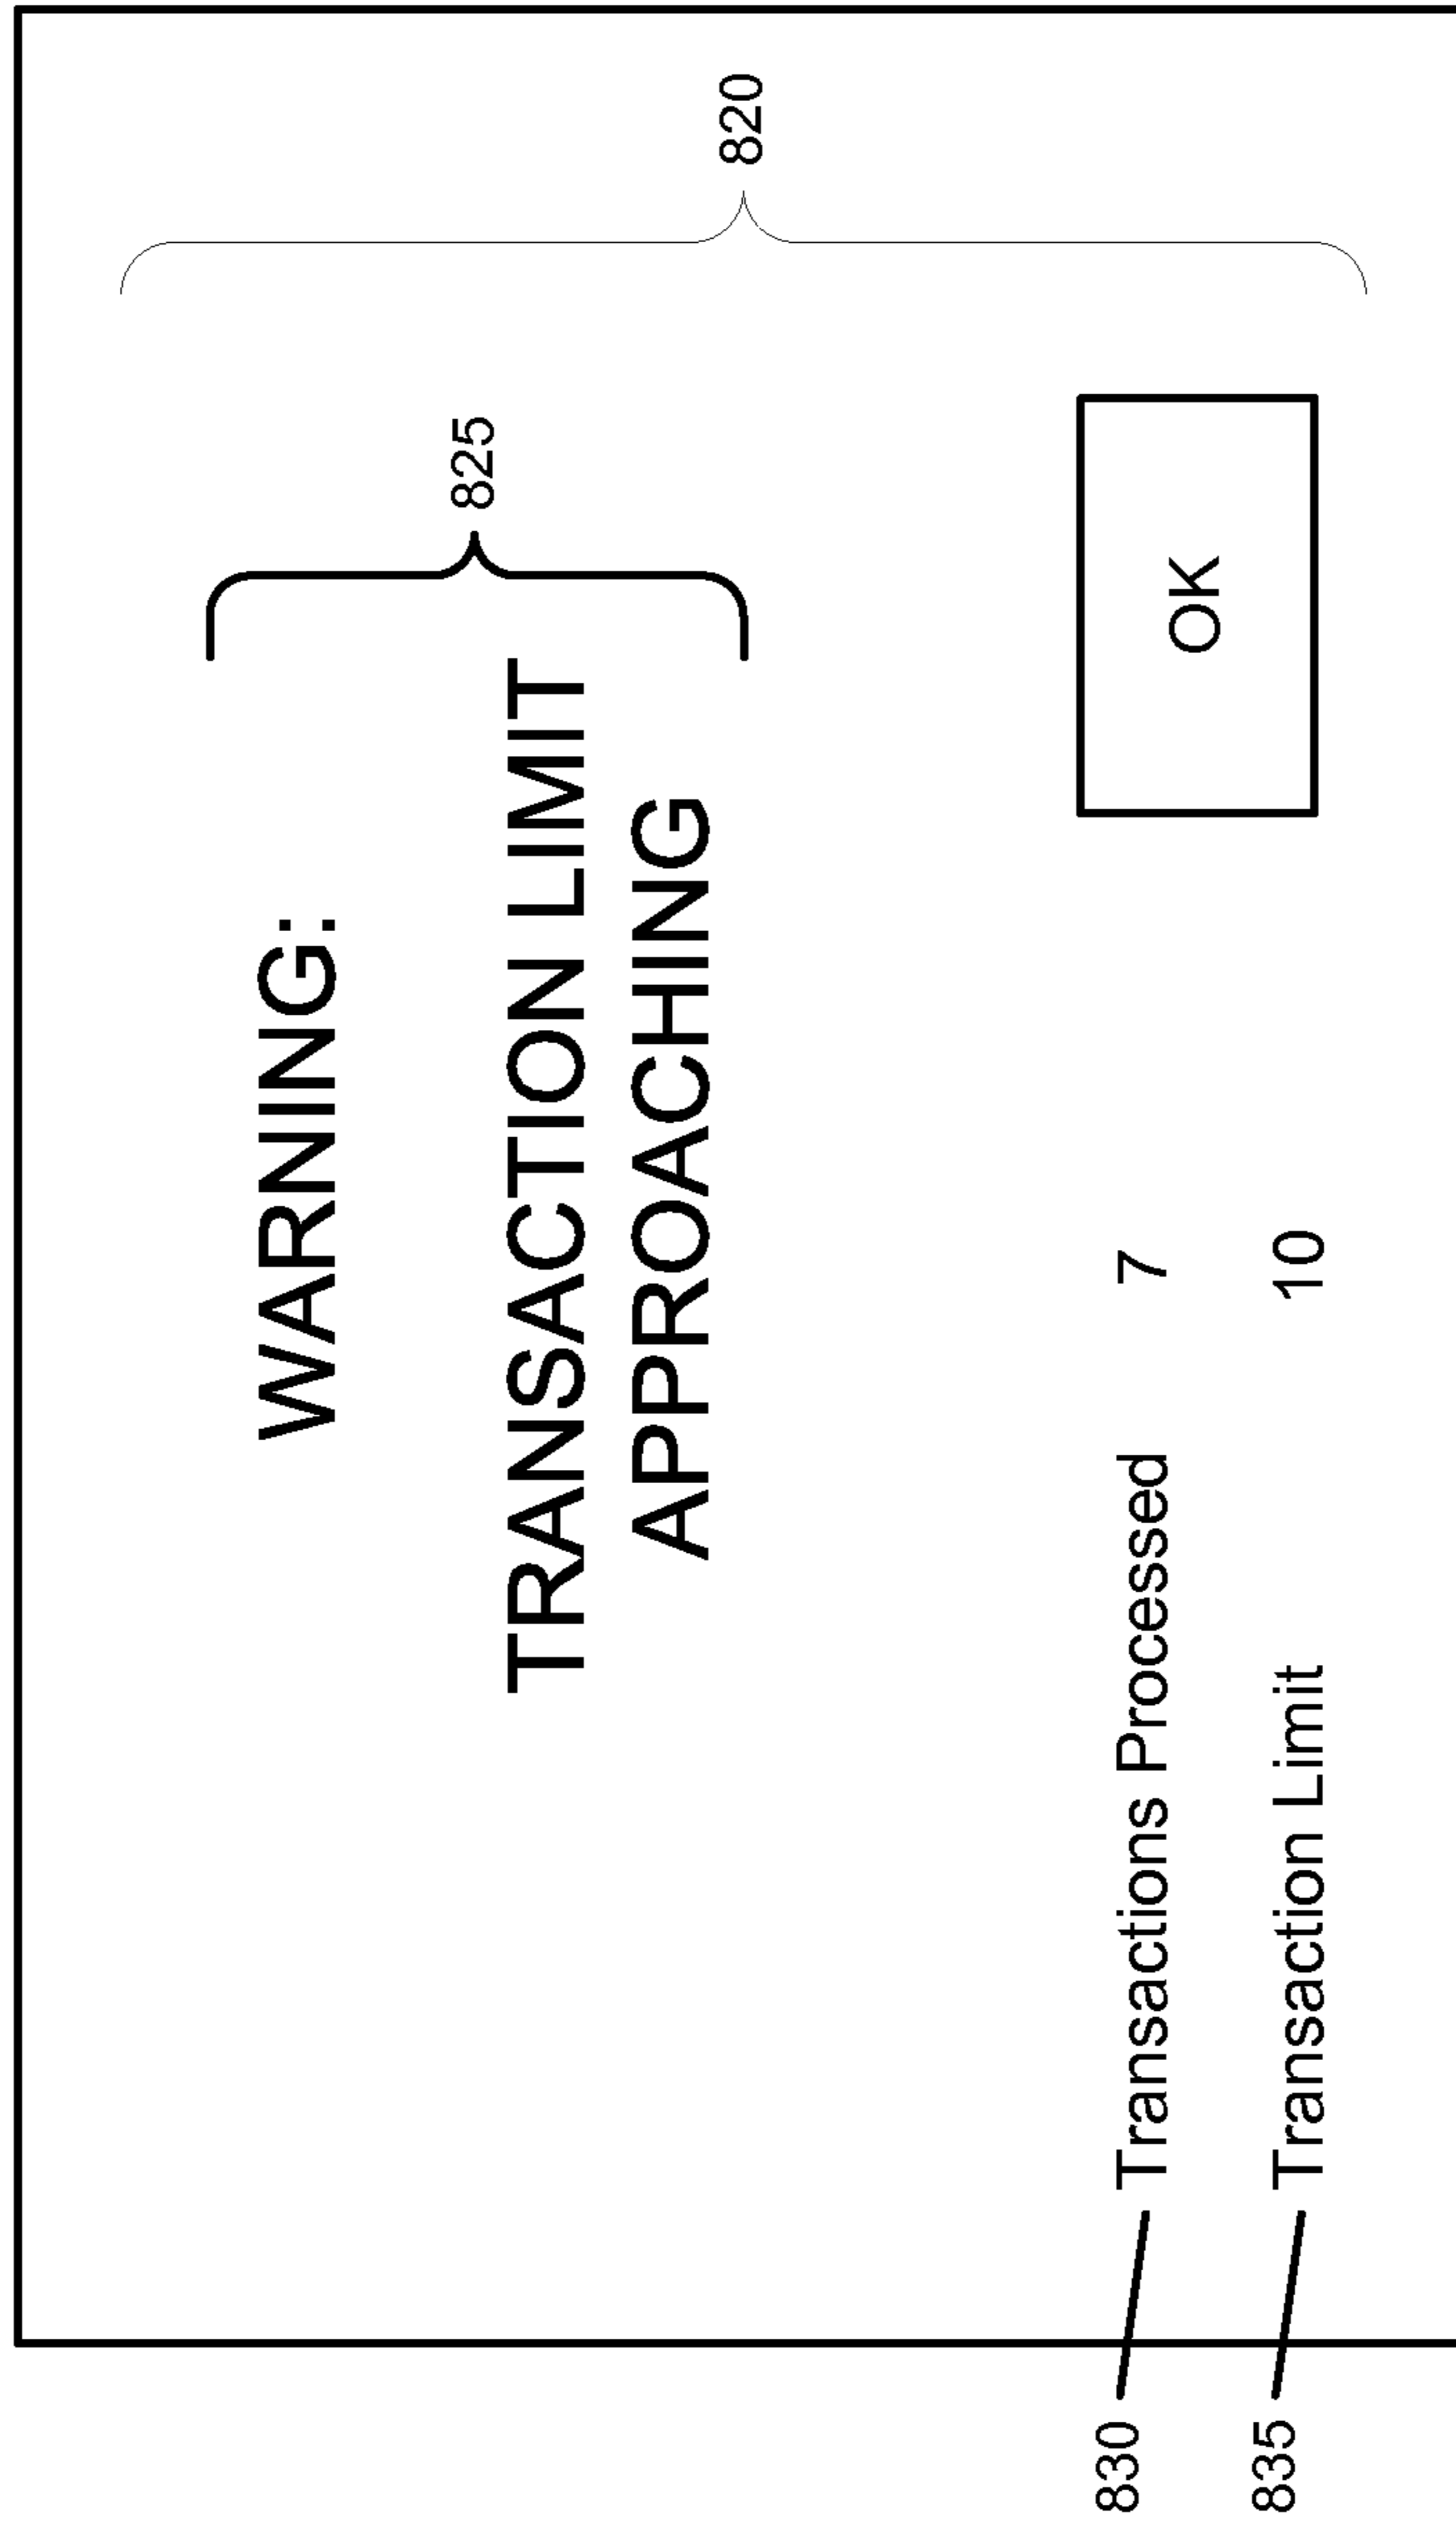 820
WARNING:
TRANSACTION LIMIT
APPROACHING
825
830 Transactions Processed 7
835 Transaction Limit 10
OK